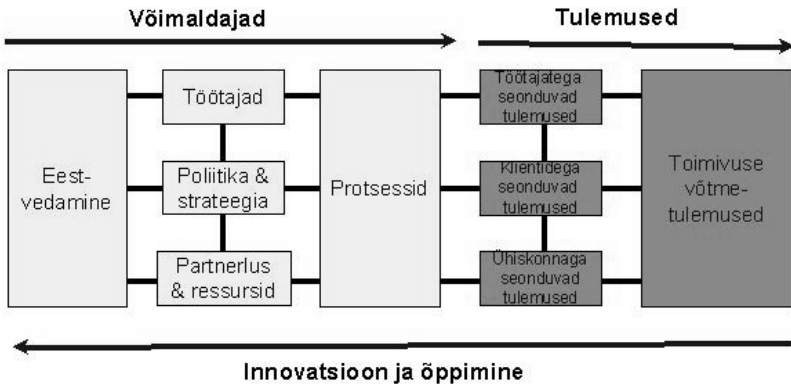 Võimaldajad
Tulemused
Eest-
vedamine
Töötajad
Poliitika &
strateegia
Partnerlus
& ressursid
Protsessid
Töötajatega
seonduvad
tulemused
Klientidega
seonduvad
tulemused
Ühiskonnaga
seonduvad
tulemused
Toimivuse
võtme-
tulemused
Innovatsioon ja õppimine